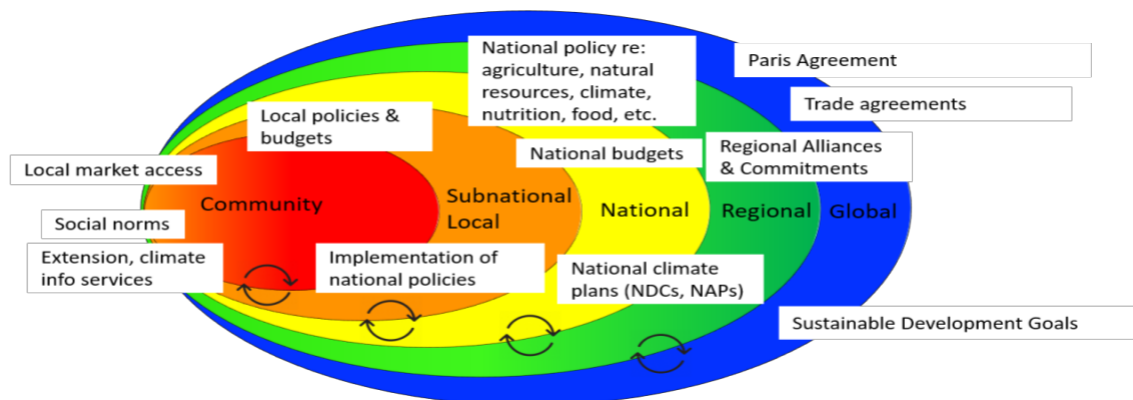 National policy re:
agriculture, natural
resources, climate,
nutrition, food, etc.
Paris Agreement
Trade agreements
Local policies &
budgets
National budgets
Regional Alliances
& Commitments
Local market access
Community
Subnational
Local
National
Regional
Global
Social norms
Extension, climate
info services
Implementation of
national policies
National climate
plans (NDCs, NAPs)
Sustainable Development Goals